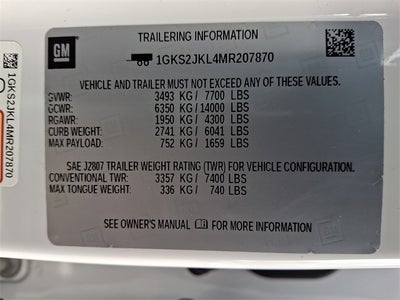 GM
TRAILERING INFORMATION
1GKS2JKL4MR207870
VEHICLE AND TRAILER MUST NOT EXCEED ANY OF THESE VALUES.
GVWR: 3493 KG / 7700 LBS
GCWR: 6350 KG / 14000 LBS
RGAWR: 1950 KG / 4300 LBS
CURB WEIGHT: 2741 KG / 6041 LBS
MAX PAYLOAD: 752 KG / 1659 LBS
SAE J2807 TRAILER WEIGHT RATING (TWR) FOR VEHICLE CONFIGURATION.
CONVENTIONAL TWR: 3357 KG / 7400 LBS
MAX TONGUE WEIGHT: 336 KG / 740 LBS
SEE OWNER'S MANUAL FOR MORE INFORMATION
1GKS2JKL4MR207870